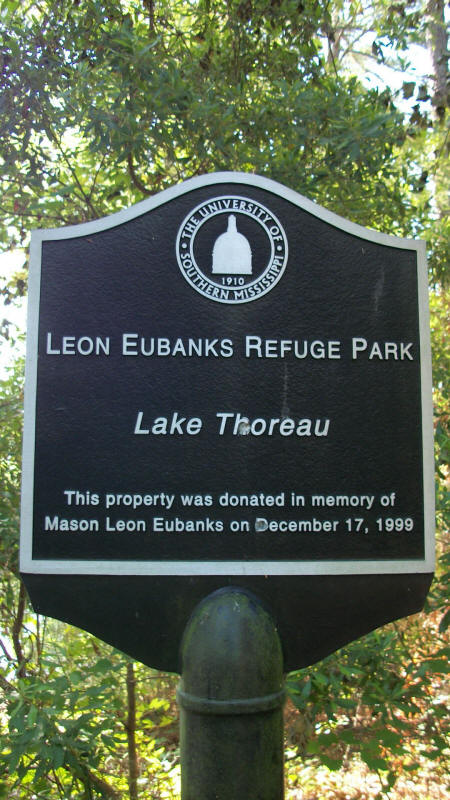 THE UNIVERSITY OF
SOUTHERN MISSISSIPPI
1910
LEON EUBANKS REFUGE PARK
Lake Thoreau
This property was donated in memory of
Mason Leon Eubanks on December 17, 1999